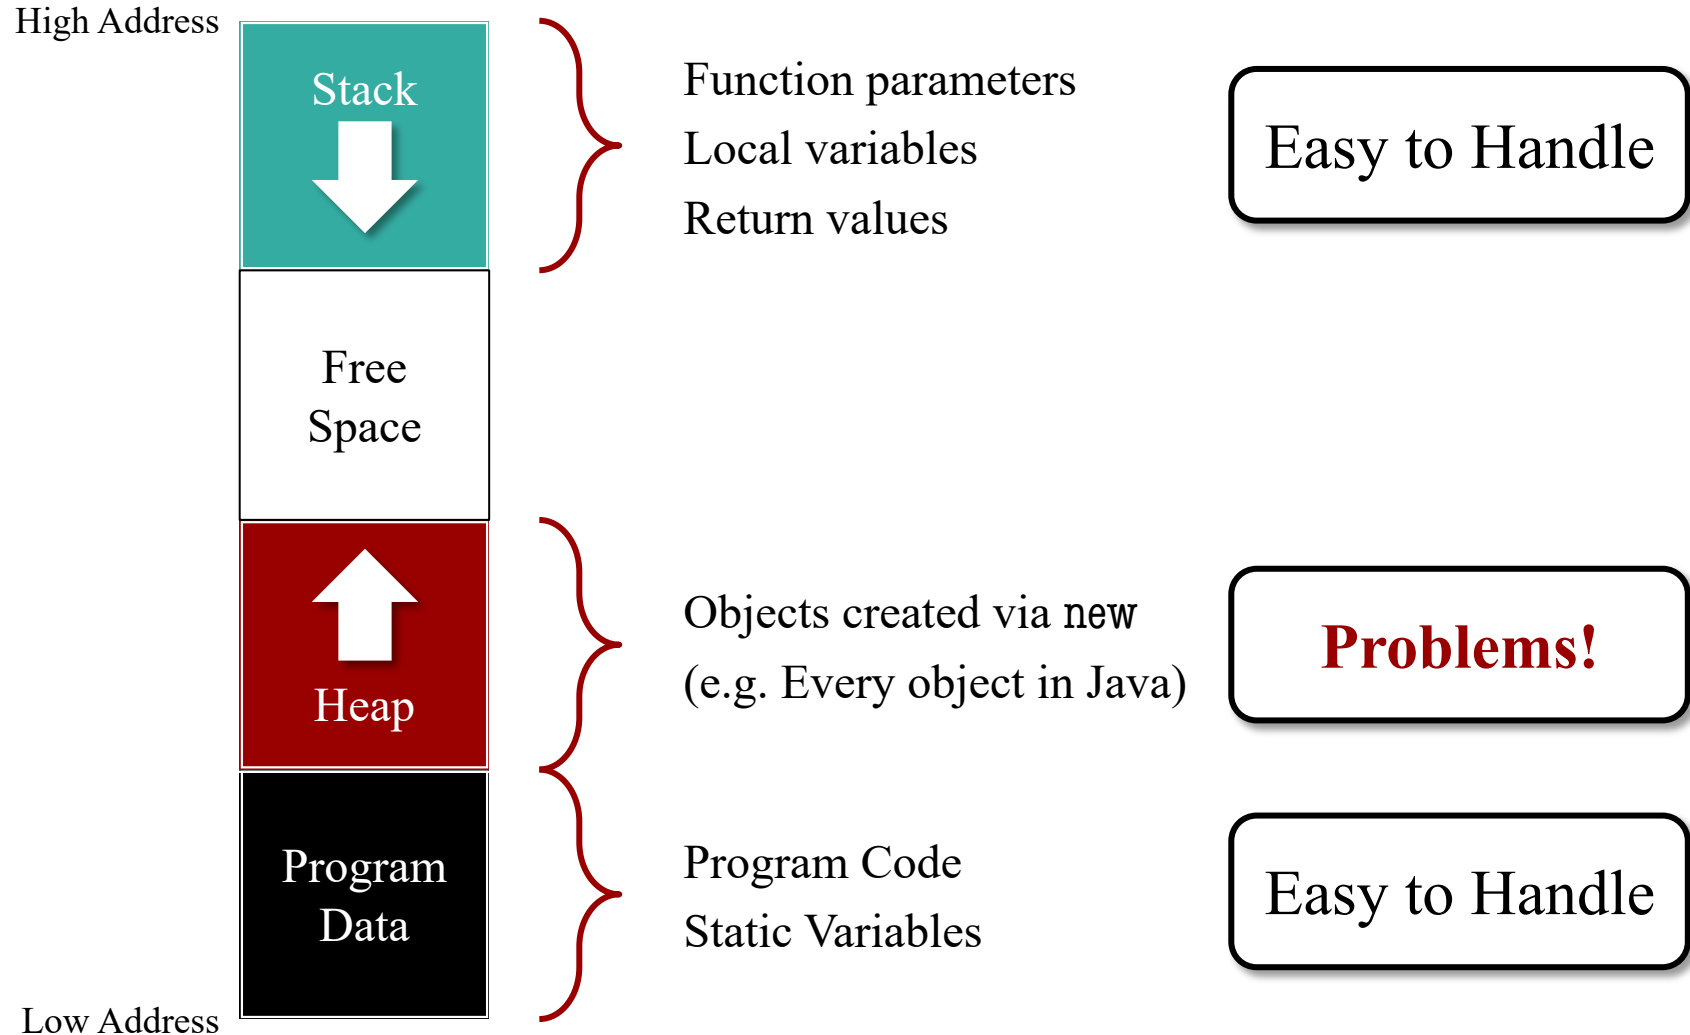 High Address
Stack
Function parameters
Local variables
Return values
Easy to Handle
Free
Space
Heap
Objects created via new
(e.g. Every object in Java)
Problems!
Program
Data
Program Code
Static Variables
Easy to Handle
Low Address